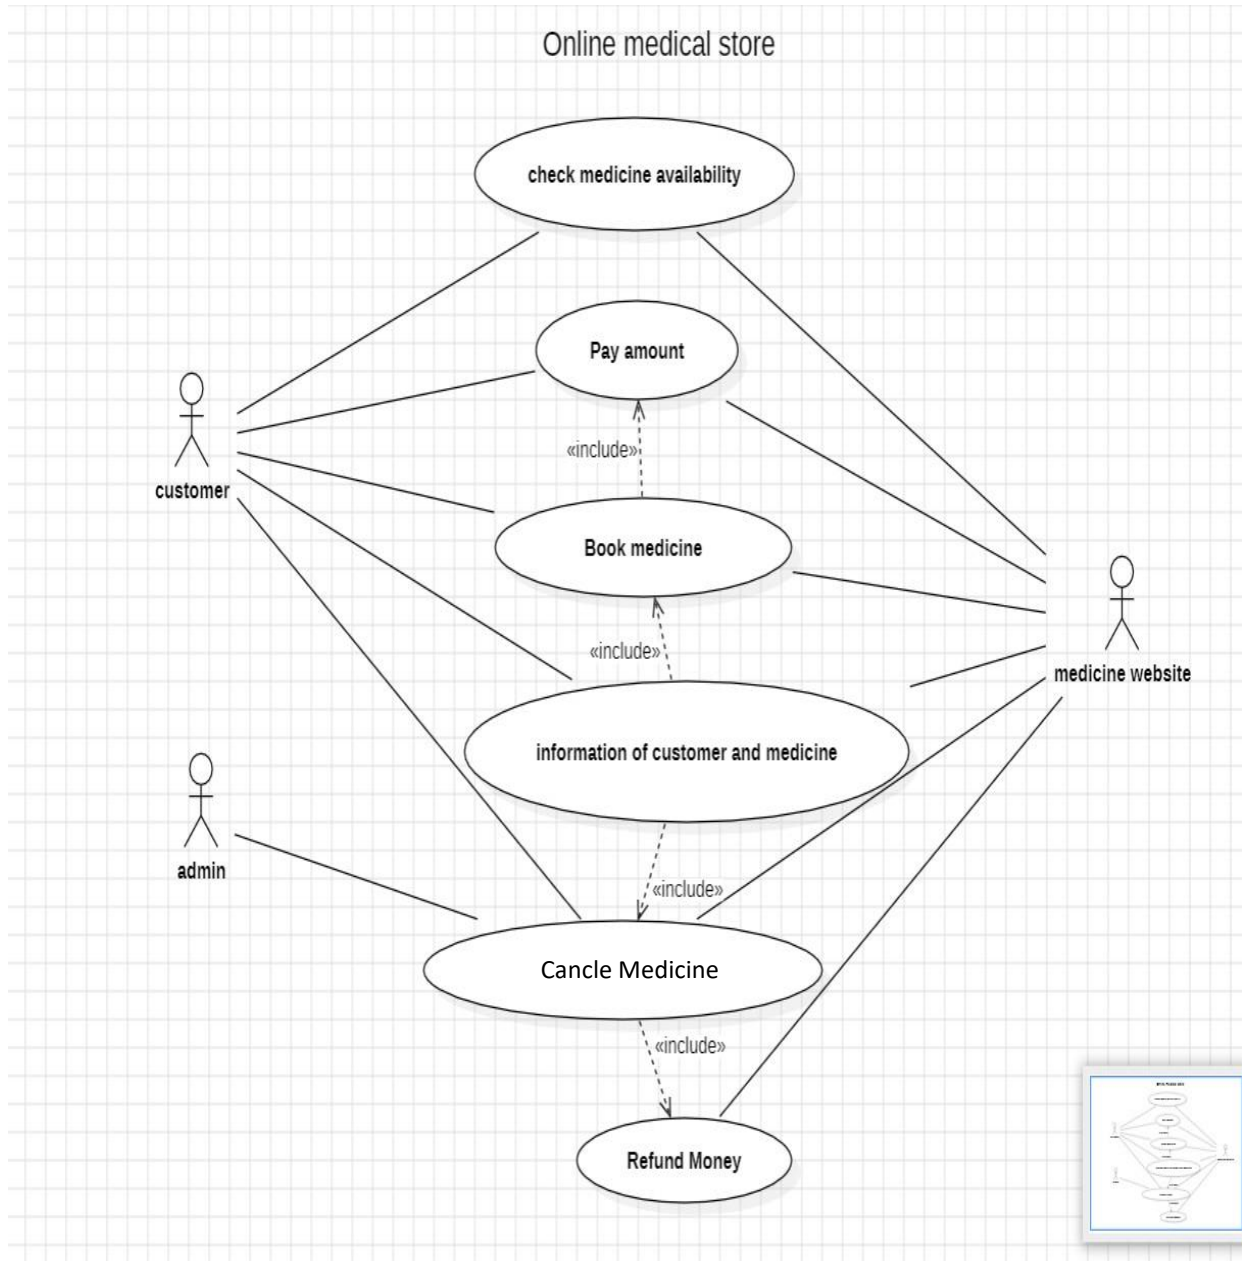 Online medical store
check medicine availability
Pay amount
«include»
customer
Book medicine
«include»
medicine website
information of customer and medicine
admin
«include»
Cancle Medicine
«include»
Refund Money